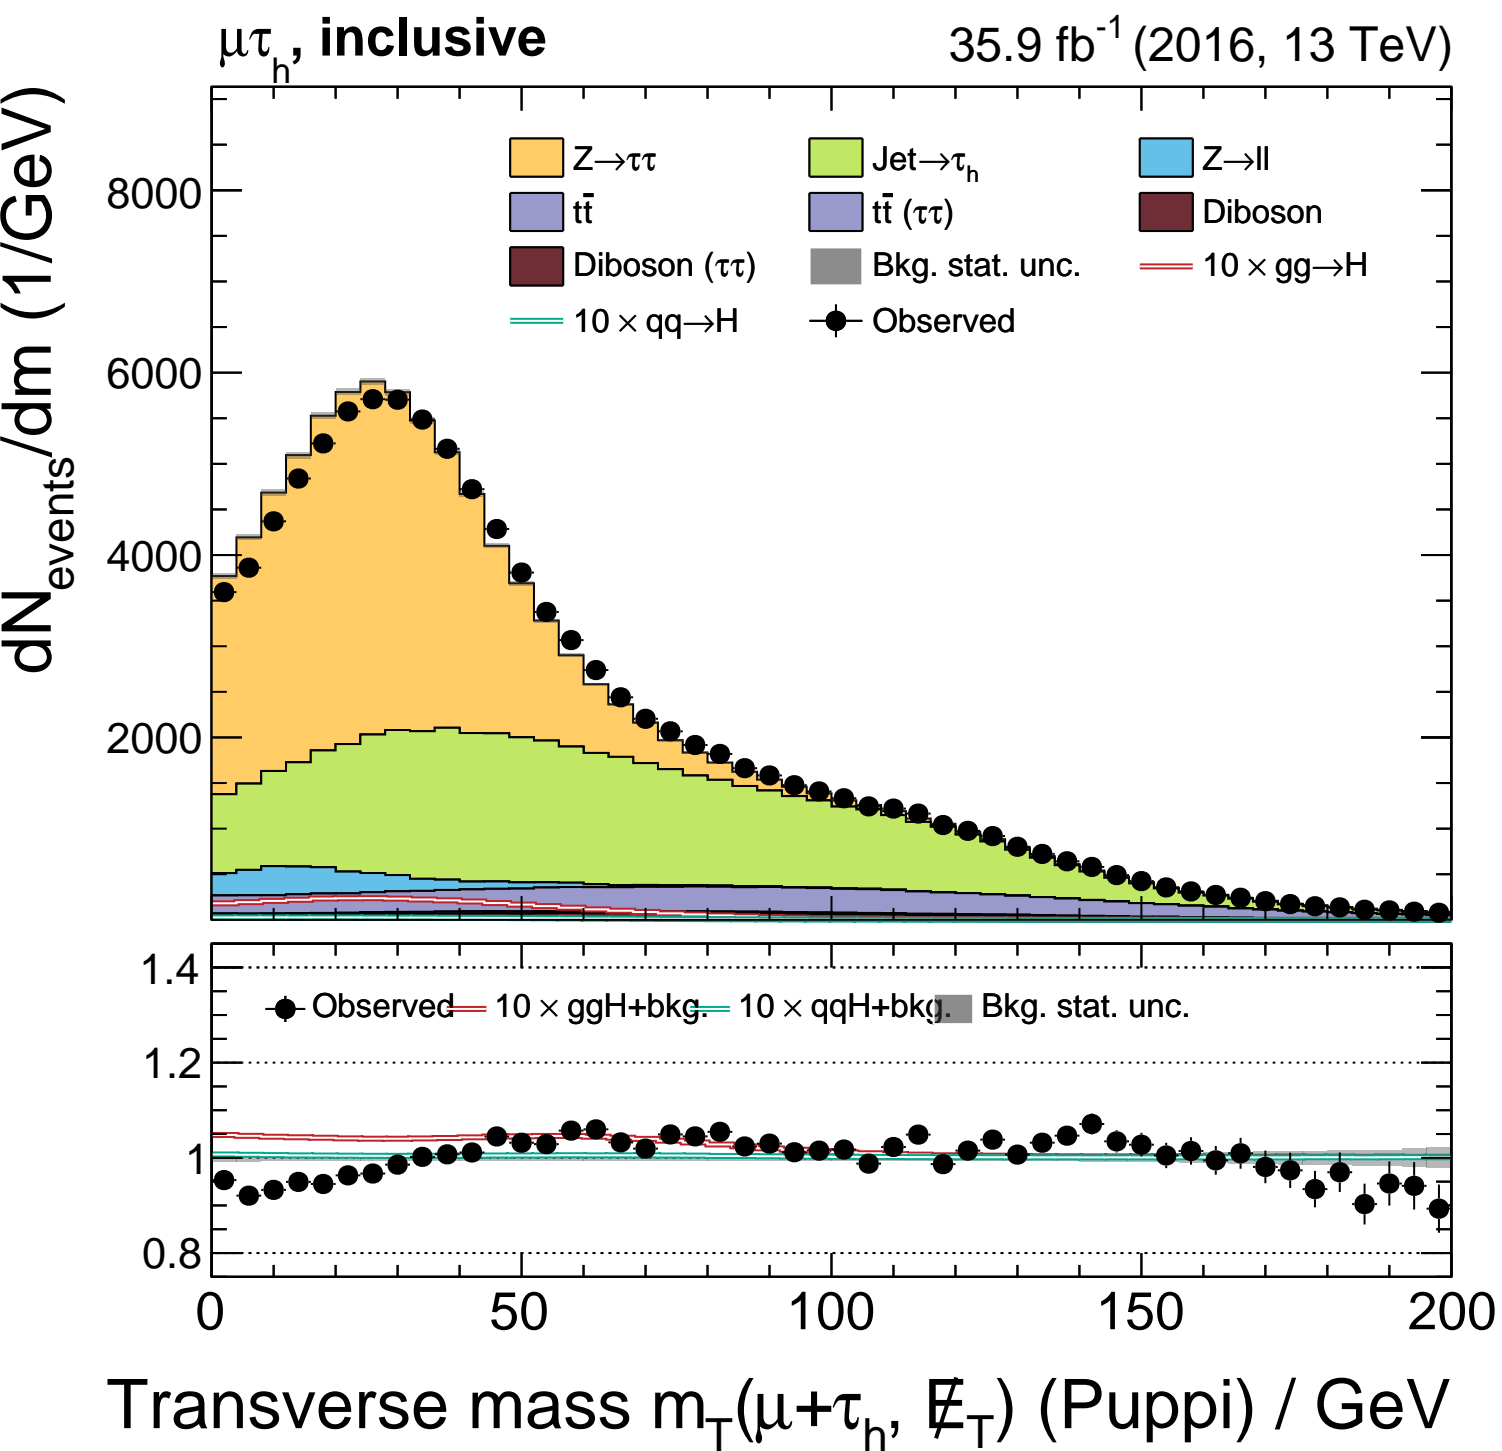 μτh, inclusive
35.9 fb-1 (2016, 13 TeV)
dNevents/dm (1/GeV)
8000
6000
4000
2000
Z→ττ
Jet→τh
Z→ll
tt̄
tt̄ (ττ)
Diboson
Diboson (ττ)
Bkg. stat. unc.
10 × gg→H
10 × qq→H
Observed
1.4
1.2
1
0.8
Observed
10 × ggH+bkg.
10 × qqH+bkg.
Bkg. stat. unc.
0
50
100
150
200
Transverse mass mT(μ+τh, E̸T) (Puppi) / GeV